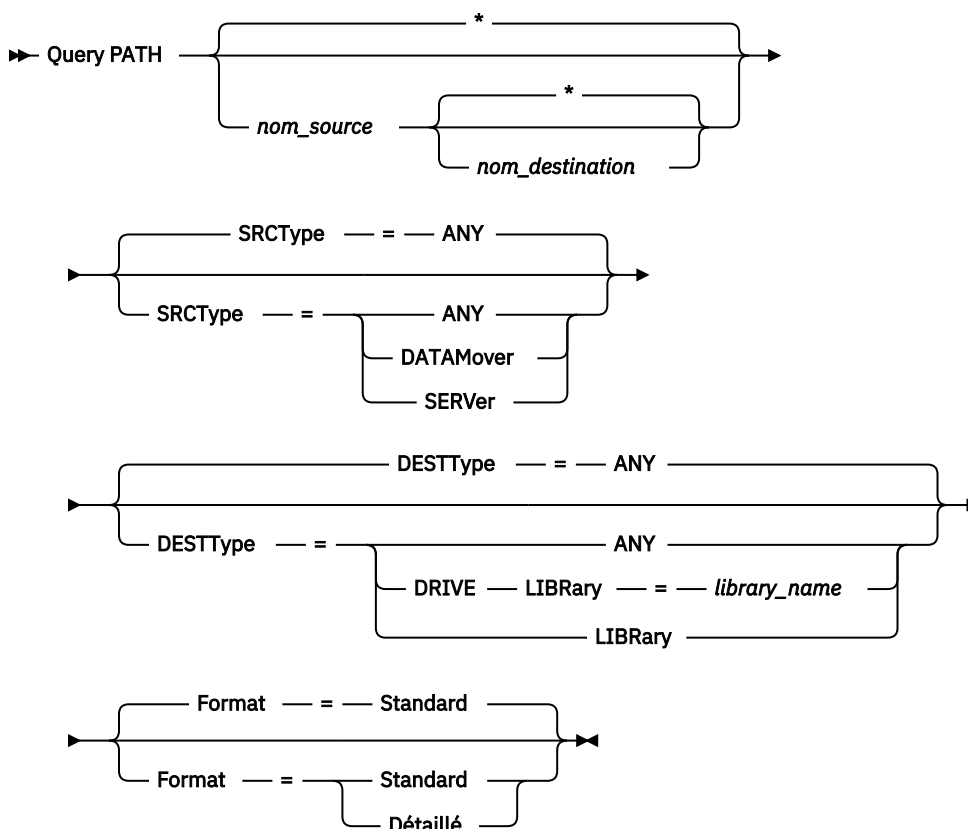 *
Query PATH
*
nom_source
nom_destination
SRCType = ANY
SRCType = ANY
DATAMover
SERVer
DESTType = ANY
DESTType = ANY
DRIVE LIBRary = library_name
LIBRary
Format = Standard
Format = Standard
Détaillé